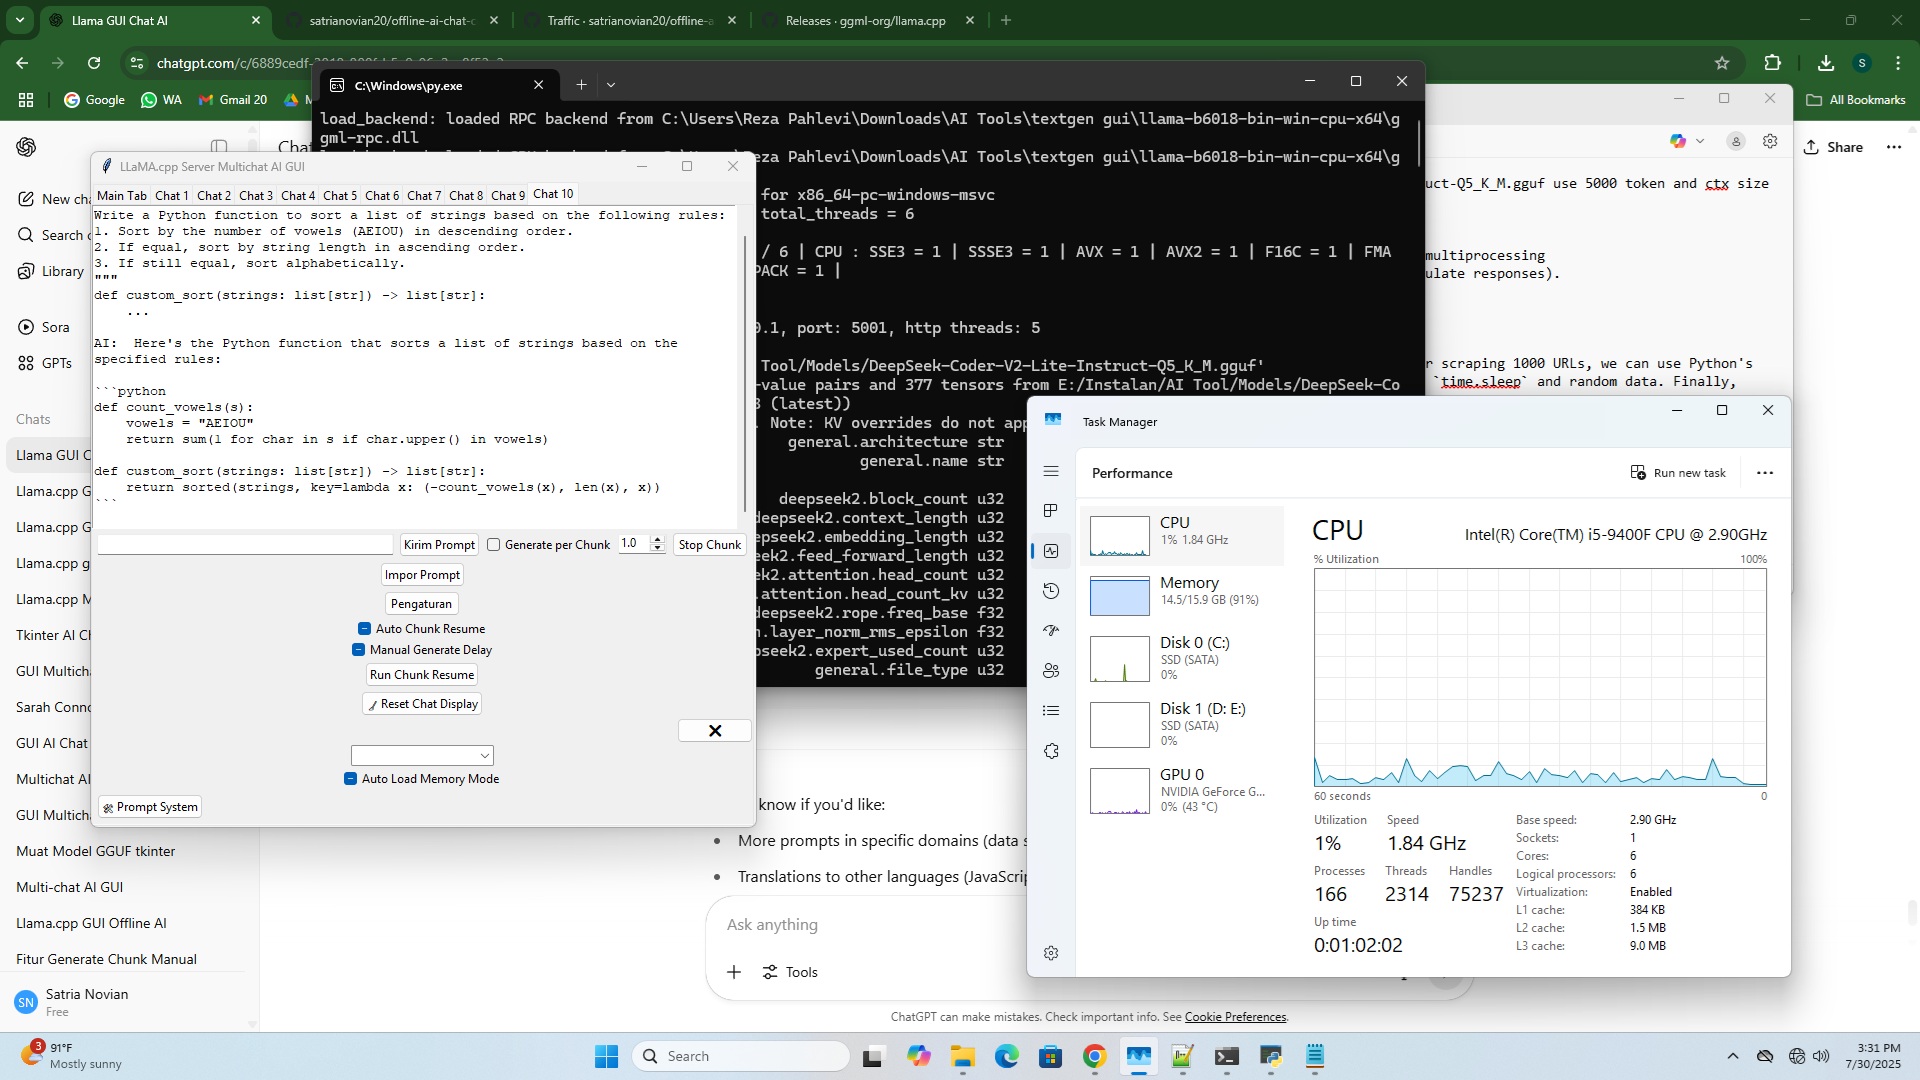 Llama GUI Chat AI
satrianovian20/offline-ai-chat-
Traffic · satrianovian20/offline-a
Releases · ggml-org/llama.cpp
chatgpt.com/c/6889cedf-
S
Google
WA
Gmail 20
All Bookmarks
C:\Windows\py.exe
load_backend: loaded RPC backend from C:\Users\Reza Pahlevi\Downloads\AI Tools\textgen gui\llama-b6018-bin-win-cpu-x64\g
gml-rpc.dll
eza Pahlevi\Downloads\AI Tools\textgen gui\llama-b6018-bin-win-cpu-x64\g
for x86_64-pc-windows-msvc
total_threads = 6
/ 6 | CPU : SSE3 = 1 | SSSE3 = 1 | AVX = 1 | AVX2 = 1 | F16C = 1 | FMA
PACK = 1 |
0.1, port: 5001, http threads: 5
Tool/Models/DeepSeek-Coder-V2-Lite-Instruct-Q5_K_M.gguf'
-value pairs and 377 tensors from E:/Instalan/AI Tool/Models/DeepSeek-Co
3 (latest))
. Note: KV overrides do not app
general.architecture str
general.name str
deepseek2.block_count u32
deepseek2.context_length u32
eek2.embedding_length u32
ek2.feed_forward_length u32
ek2.attention.head_count u32
.attention.head_count_kv u32
deepseek2.rope.freq_base f32
n.layer_norm_rms_epsilon f32
pseek2.expert_used_count u32
general.file_type u32
Share
uct-Q5_K_M.gguf use 5000 token and ctx size
multiprocessing
ulate responses).
r scraping 1000 URLs, we can use Python's
`time.sleep` and random data. Finally,
New cha
Search
Library
Sora
GPTs
Chats
Llama GUI C
Llama.cpp G
Llama.cpp G
Llama.cpp g
Llama.cpp M
Tkinter AI Ch
GUI Multich
Sarah Conno
GUI AI Chat
Multichat AI
GUI Multicha
Muat Model GGUF tkinter
Multi-chat AI GUI
Llama.cpp GUI Offline AI
Fitur Generate Chunk Manual
SN
Satria Novian
Free
Chat
LLaMA.cpp Server Multichat AI GUI
Main Tab Chat 1 Chat 2 Chat 3 Chat 4 Chat 5 Chat 6 Chat 7 Chat 8 Chat 9 Chat 10
Write a Python function to sort a list of strings based on the following rules:
1. Sort by the number of vowels (AEIOU) in descending order.
2. If equal, sort by string length in ascending order.
3. If still equal, sort alphabetically.
"""
def custom_sort(strings: list[str]) -> list[str]:
...
AI:  Here's the Python function that sorts a list of strings based on the
specified rules:
```python
def count_vowels(s):
vowels = "AEIOU"
return sum(1 for char in s if char.upper() in vowels)
def custom_sort(strings: list[str]) -> list[str]:
return sorted(strings, key=lambda x: (-count_vowels(x), len(x), x))
```
Kirim Prompt
Generate per Chunk
1.0
Stop Chunk
Impor Prompt
Pengaturan
Auto Chunk Resume
Manual Generate Delay
Run Chunk Resume
Reset Chat Display
Auto Load Memory Mode
Prompt System
know if you'd like:
More prompts in specific domains (data s
Translations to other languages (JavaScrip
Ask anything
Tools
ChatGPT can make mistakes. Check important info. See Cookie Preferences.
Task Manager
Performance
Run new task
CPU
1% 1.84 GHz
Memory
14.5/15.9 GB (91%)
Disk 0 (C:)
SSD (SATA)
0%
Disk 1 (D: E:)
SSD (SATA)
0%
GPU 0
NVIDIA GeForce G...
0% (43 °C)
CPU
Intel(R) Core(TM) i5-9400F CPU @ 2.90GHz
% Utilization
100%
60 seconds
0
Utilization
1%
Speed
1.84 GHz
Processes
166
Threads
2314
Handles
75237
Up time
0:01:02:02
Base speed: 2.90 GHz
Sockets: 1
Cores: 6
Logical processors: 6
Virtualization: Enabled
L1 cache: 384 KB
L2 cache: 1.5 MB
L3 cache: 9.0 MB
3
91°F
Mostly sunny
Search
3:31 PM
7/30/2025